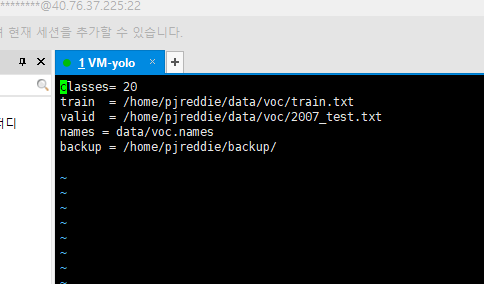 ********@40.76.37.225:22
현재 세션을 추가할 수 있습니다.
1 VM-yolo × +
classes= 20
train  = /home/pjreddie/data/voc/train.txt
valid  = /home/pjreddie/data/voc/2007_test.txt
names = data/voc.names
backup = /home/pjreddie/backup/
~
~
~
~
~
~
~
~